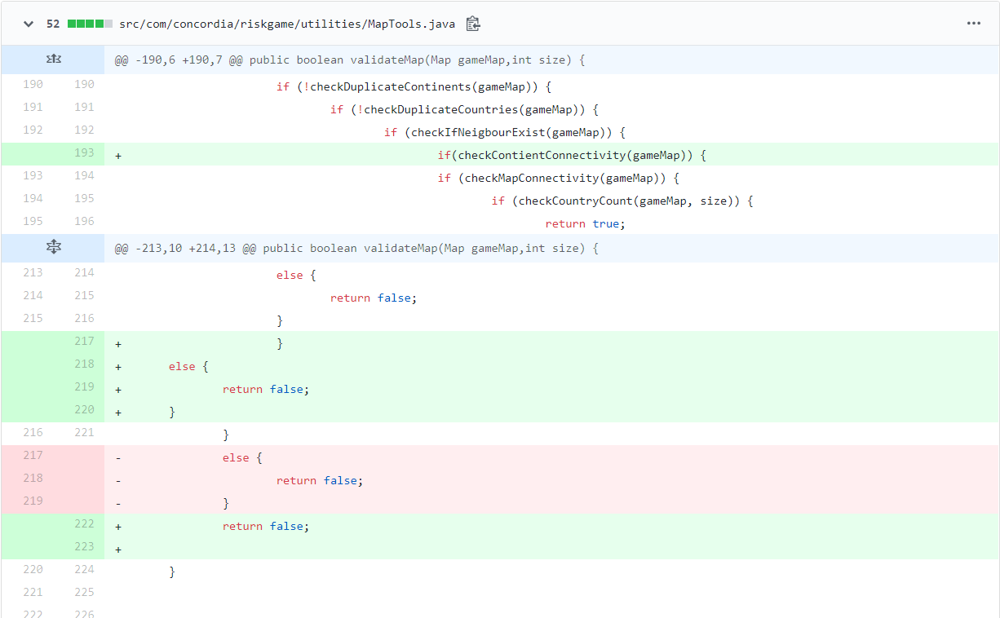 52 src/com/concordia/riskgame/utilities/MapTools.java
@@ -190,6 +190,7 @@ public boolean validateMap(Map gameMap,int size) {
190 190 if (!checkDuplicateContinents(gameMap)) {
191 191 if (!checkDuplicateCountries(gameMap)) {
192 192 if (checkIfNeigbourExist(gameMap)) {
193 + if(checkContientConnectivity(gameMap)) {
193 194 if (checkMapConnectivity(gameMap)) {
194 195 if (checkCountryCount(gameMap, size)) {
195 196 return true;
@@ -213,10 +214,13 @@ public boolean validateMap(Map gameMap,int size) {
213 214 else {
214 215 return false;
215 216 }
217 + }
218 + else {
219 + return false;
220 + }
216 221 }
217 - else {
218 - return false;
219 - }
222 + return false;
223 +
220 224 }
221 225
222 226